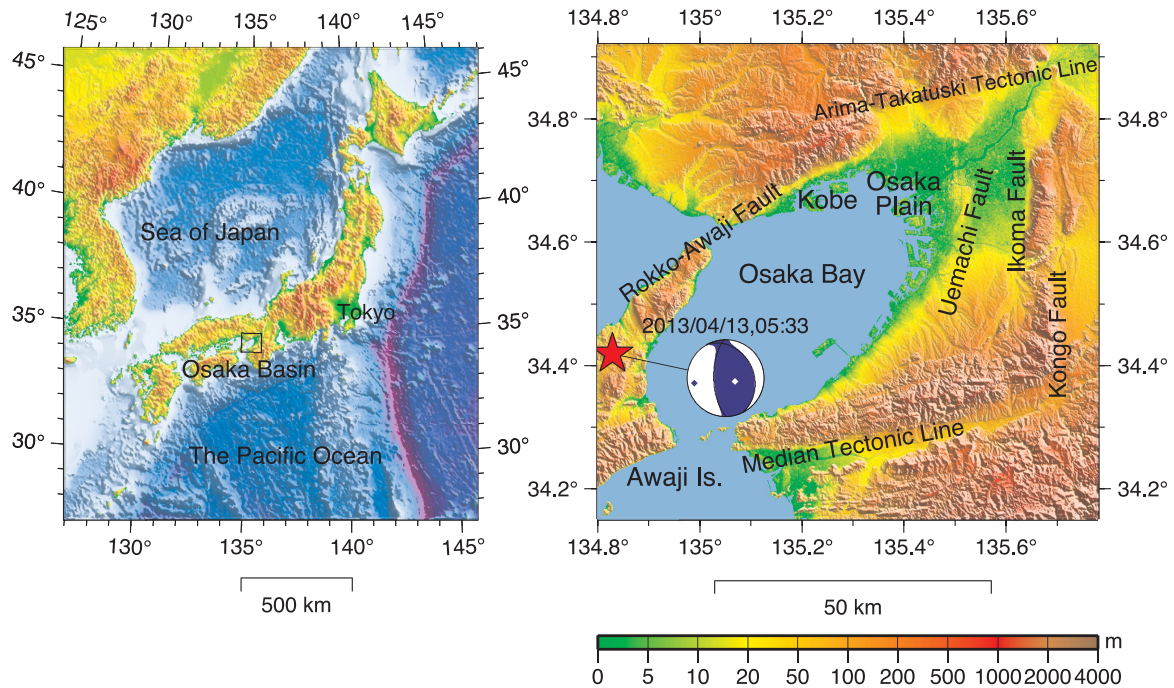 125° 130° 135° 140° 145°
45° 45°
40° 40°
35° 35°
30° 30°
130° 135° 140° 145°
Sea of Japan
Tokyo
Osaka Basin
The Pacific Ocean
500 km
134.8° 135° 135.2° 135.4° 135.6°
34.8° 34.8°
34.6° 34.6°
34.4° 34.4°
34.2° 34.2°
134.8° 135° 135.2° 135.4° 135.6°
Arima-Takatuski Tectonic Line
Osaka
Plain
Kobe
Rokko-Awaji Fault
Uemachi Fault
Ikoma Fault
Osaka Bay
Kongo Fault
2013/04/13,05:33
Median Tectonic Line
Awaji Is.
50 km
m
0 5 10 20 50 100 200 500 1000 2000 4000